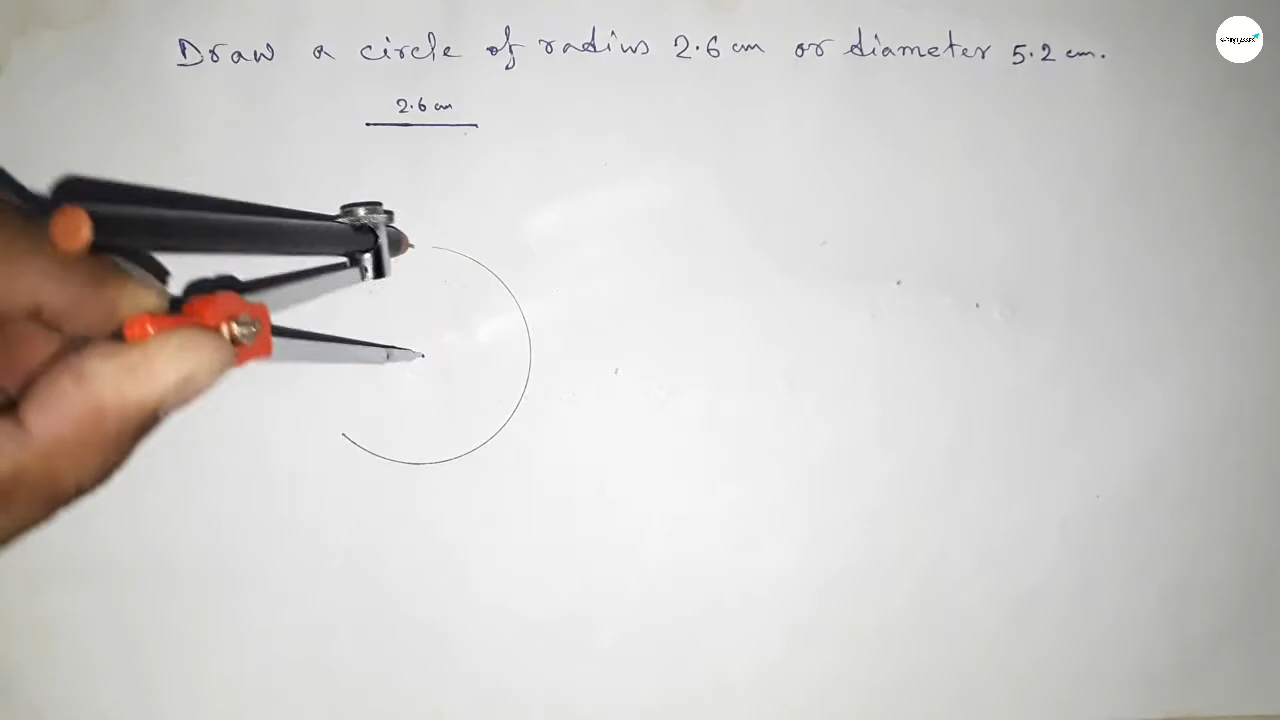 Draw a circle of radius 2.6 cm or diameter 5.2 cm.
2.6 cm